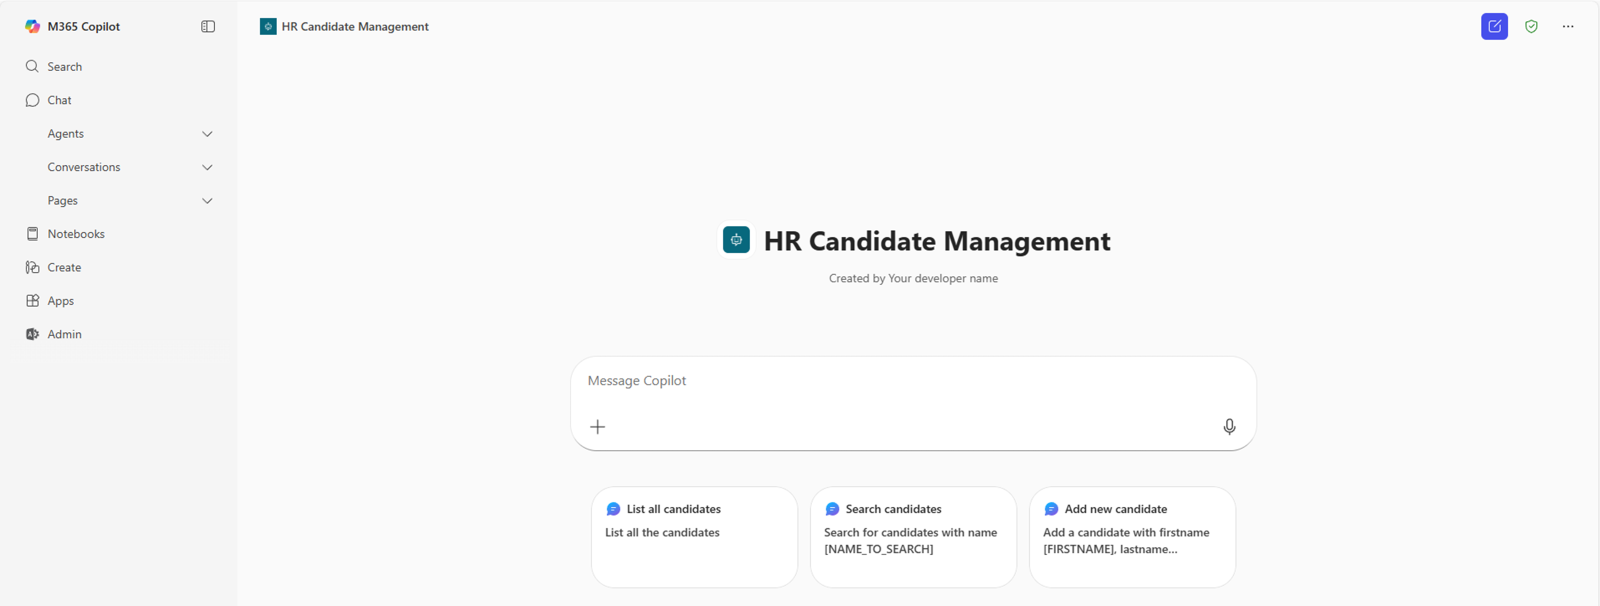 M365 Copilot
Search
Chat
Agents
Conversations
Pages
Notebooks
Create
Apps
Admin
HR Candidate Management
HR Candidate Management
Created by Your developer name
Message Copilot
List all candidates
List all the candidates
Search candidates
Search for candidates with name
[NAME_TO_SEARCH]
Add new candidate
Add a candidate with firstname
[FIRSTNAME], lastname...